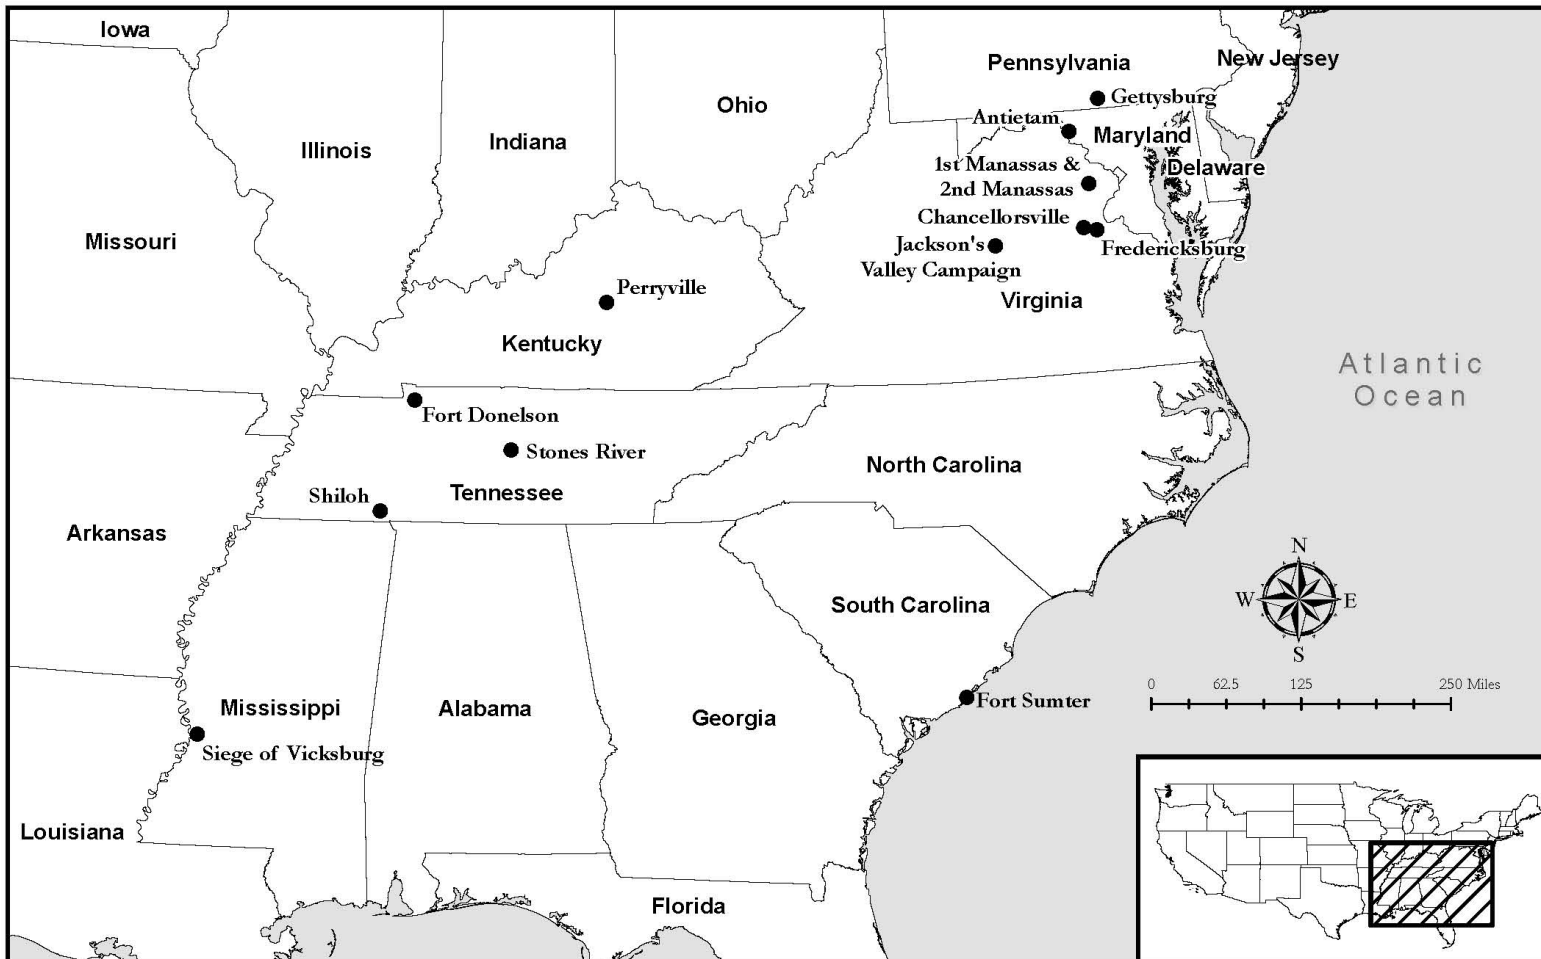 Iowa
New Jersey
Pennsylvania
Gettysburg
Ohio
Antietam
Maryland
Illinois
Indiana
1st Manassas &
2nd Manassas
Delaware
Chancellorsville
Missouri
Jackson's
Valley Campaign
Fredericksburg
Perryville
Virginia
Kentucky
Atlantic
Ocean
Fort Donelson
Stones River
North Carolina
Shiloh
Tennessee
Arkansas
N
W
E
S
South Carolina
0 62.5 125 250 Miles
Fort Sumter
Mississippi
Alabama
Georgia
Siege of Vicksburg
Louisiana
Florida